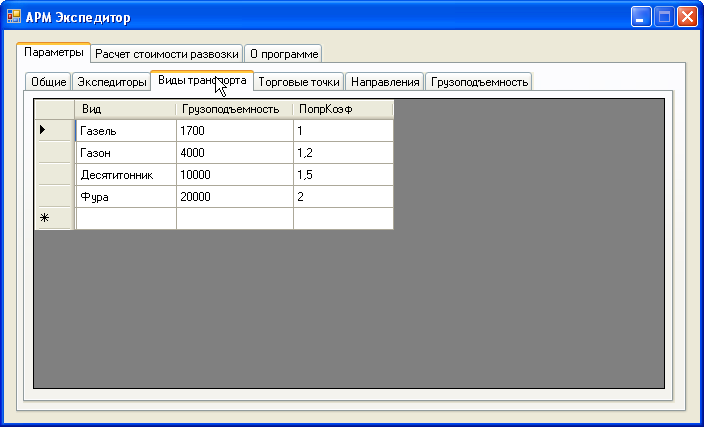 АРМ Экспедитор
Параметры Расчет стоимости развозки О программе
Общие Экспедиторы Виды транспорта Торговые точки Направления Грузоподъемность
Вид Грузоподъемность ПопрКоэф
Газель 1700 1
Газон 4000 1,2
Десятитонник 10000 1,5
Фура 20000 2